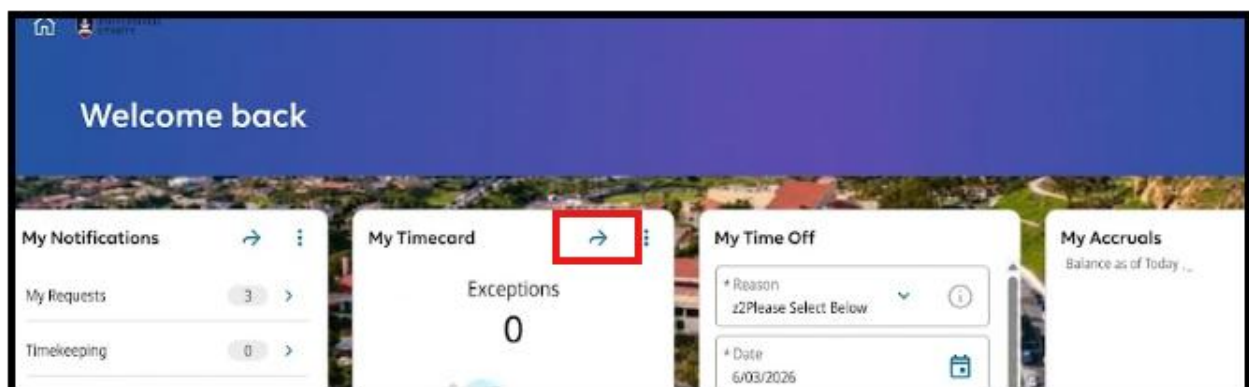 Welcome back
My Notifications
My Requests 3
Timekeeping 0
My Timecard
Exceptions
0
My Time Off
* Reason
z2Please Select Below
* Date
6/03/2026
My Accruals
Balance as of Today